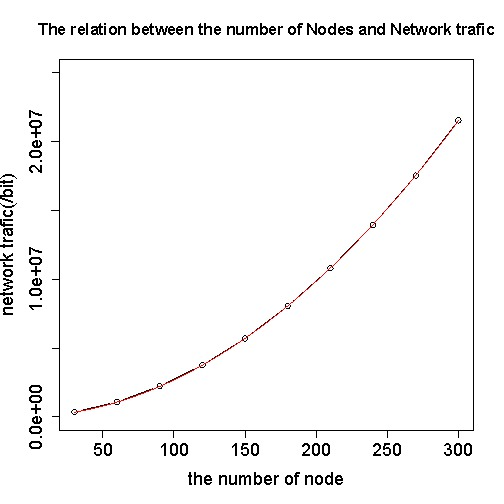 The relation between the number of Nodes and Network trafic
network trafic(/bit)
2.0e+07
1.0e+07
0.0e+00
50 100 150 200 250 300
the number of node